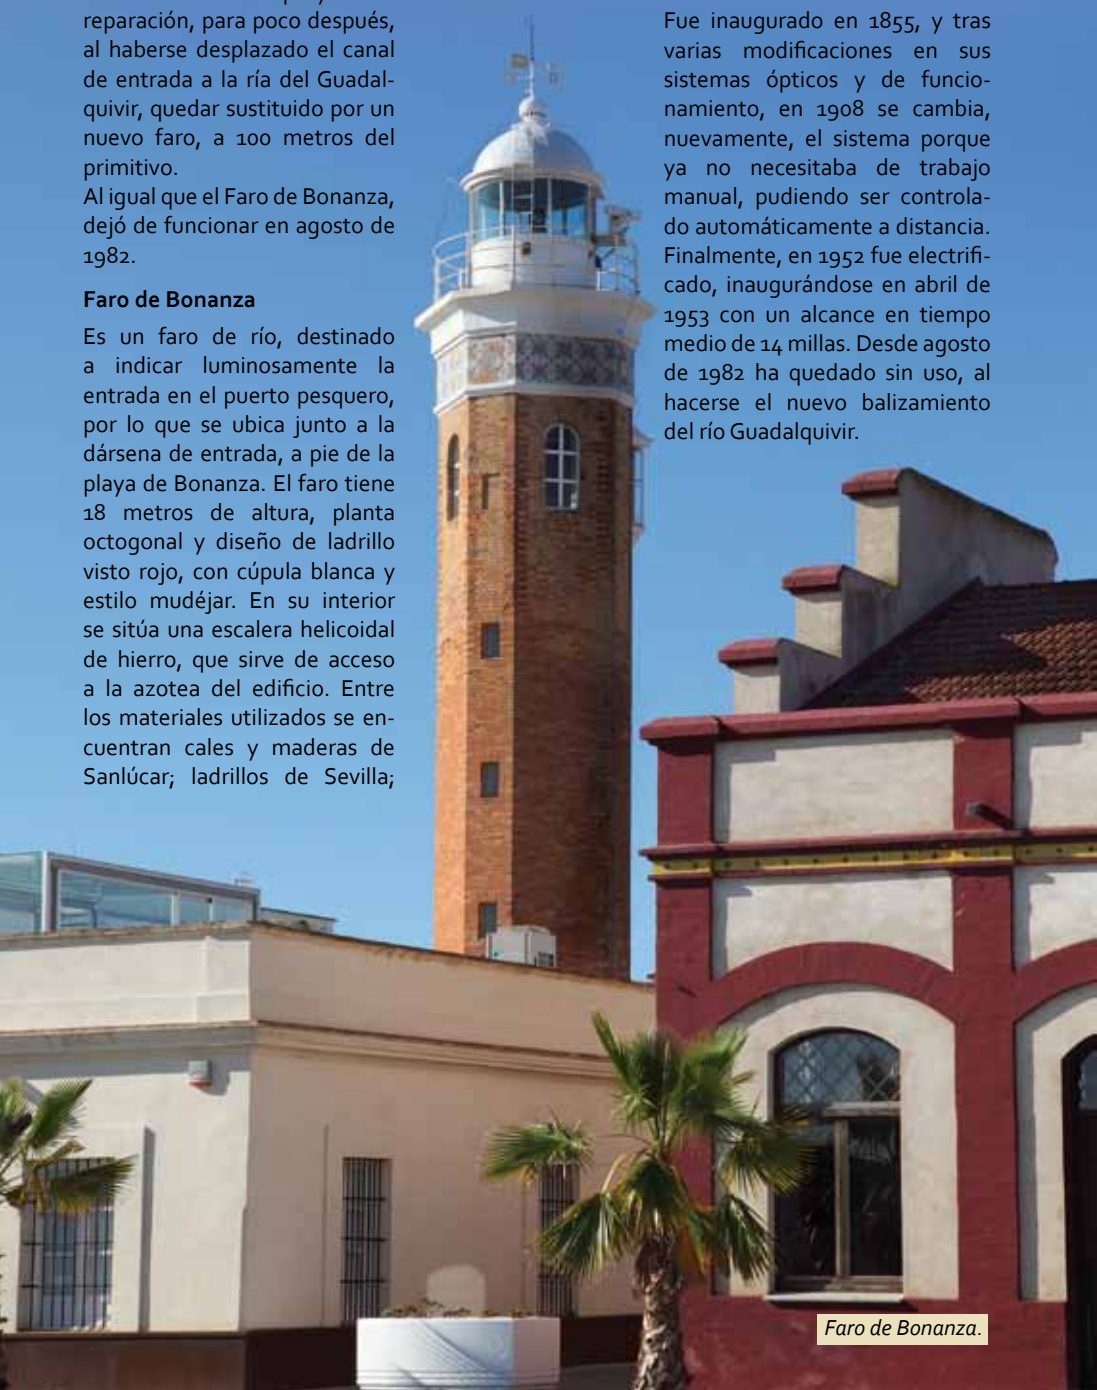 reparación, para poco después,
al haberse desplazado el canal
de entrada a la ría del Guadal-
quivir, quedar sustituido por un
nuevo faro, a 100 metros del
primitivo.
Al igual que el Faro de Bonanza,
dejó de funcionar en agosto de
1982.
Faro de Bonanza
Es un faro de río, destinado
a indicar luminosamente la
entrada en el puerto pesquero,
por lo que se ubica junto a la
dársena de entrada, a pie de la
playa de Bonanza. El faro tiene
18 metros de altura, planta
octogonal y diseño de ladrillo
visto rojo, con cúpula blanca y
estilo mudéjar. En su interior
se sitúa una escalera helicoidal
de hierro, que sirve de acceso
a la azotea del edificio. Entre
los materiales utilizados se en-
cuentran cales y maderas de
Sanlúcar; ladrillos de Sevilla;
Fue inaugurado en 1855, y tras
varias modificaciones en sus
sistemas ópticos y de funcio-
namiento, en 1908 se cambia,
nuevamente, el sistema porque
ya no necesitaba de trabajo
manual, pudiendo ser controla-
do automáticamente a distancia.
Finalmente, en 1952 fue electrifi-
cado, inaugurándose en abril de
1953 con un alcance en tiempo
medio de 14 millas. Desde agosto
de 1982 ha quedado sin uso, al
hacerse el nuevo balizamiento
del río Guadalquivir.
Faro de Bonanza.